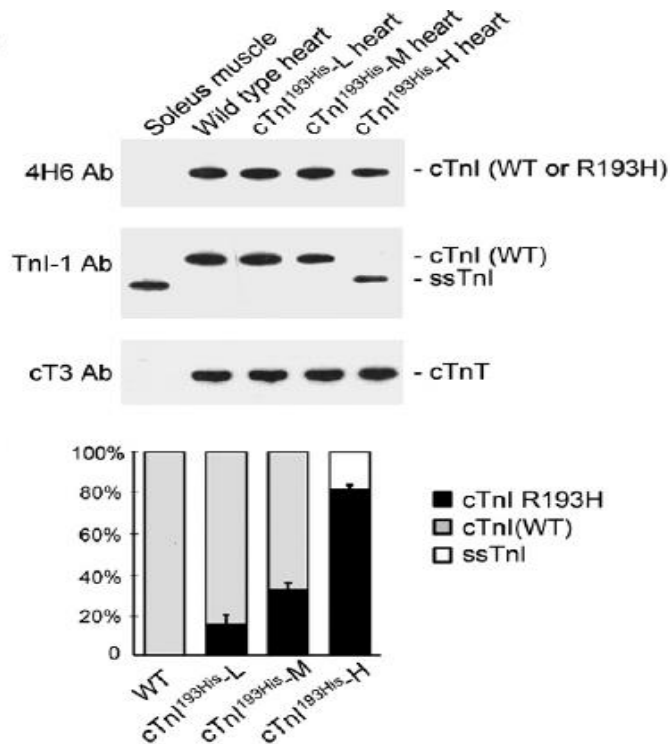 Soleus muscle
Wild type heart
cTnI193His-L heart
cTnI193His-M heart
cTnI193His-H heart
4H6 Ab
- cTnI (WT or R193H)
TnI-1 Ab
- cTnI (WT)
- ssTnI
cT3 Ab
- cTnT
100%
80%
60%
40%
20%
0
cTnI R193H
cTnI(WT)
ssTnI
WT
cTnI193His-L
cTnI193His-M
cTnI193His-H